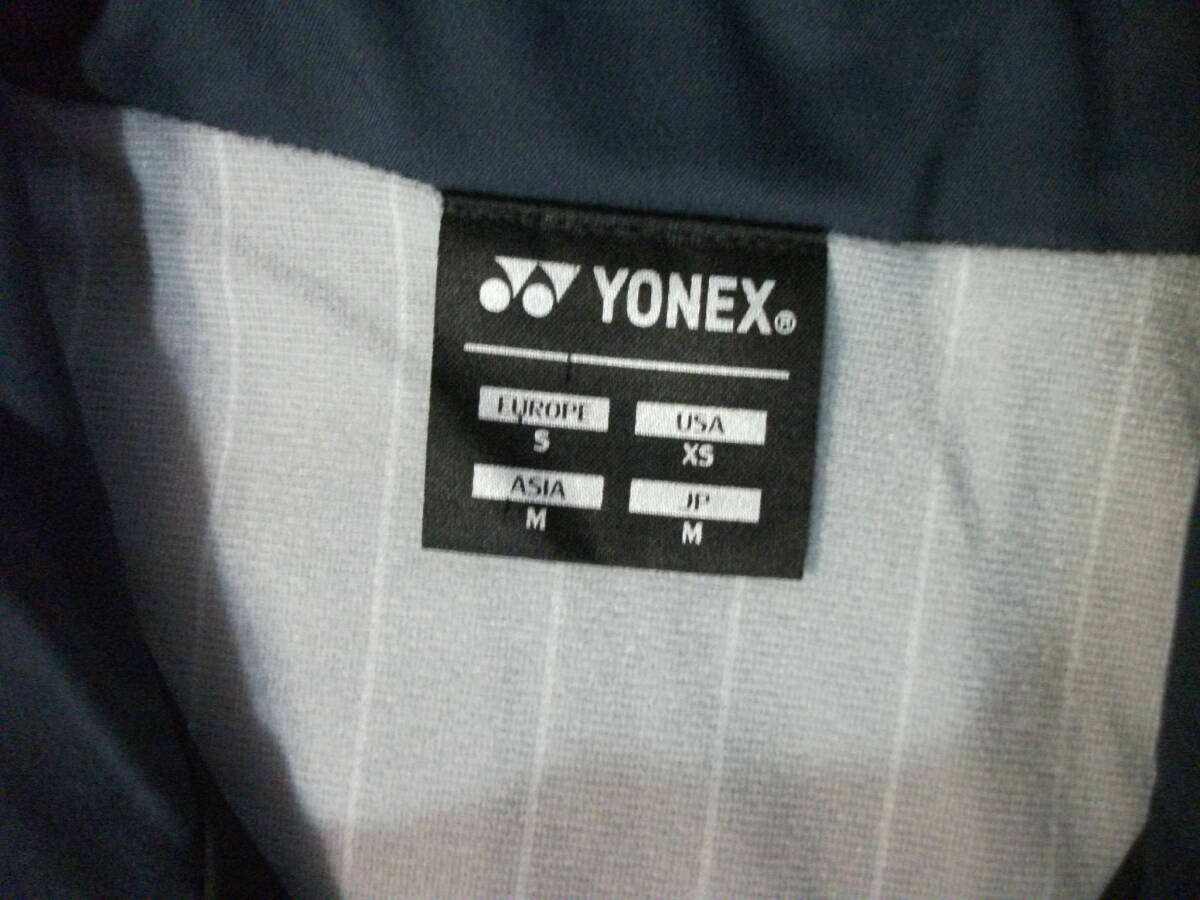 YONEX®
EUROPE USA
S XS
ASIA JP
M M